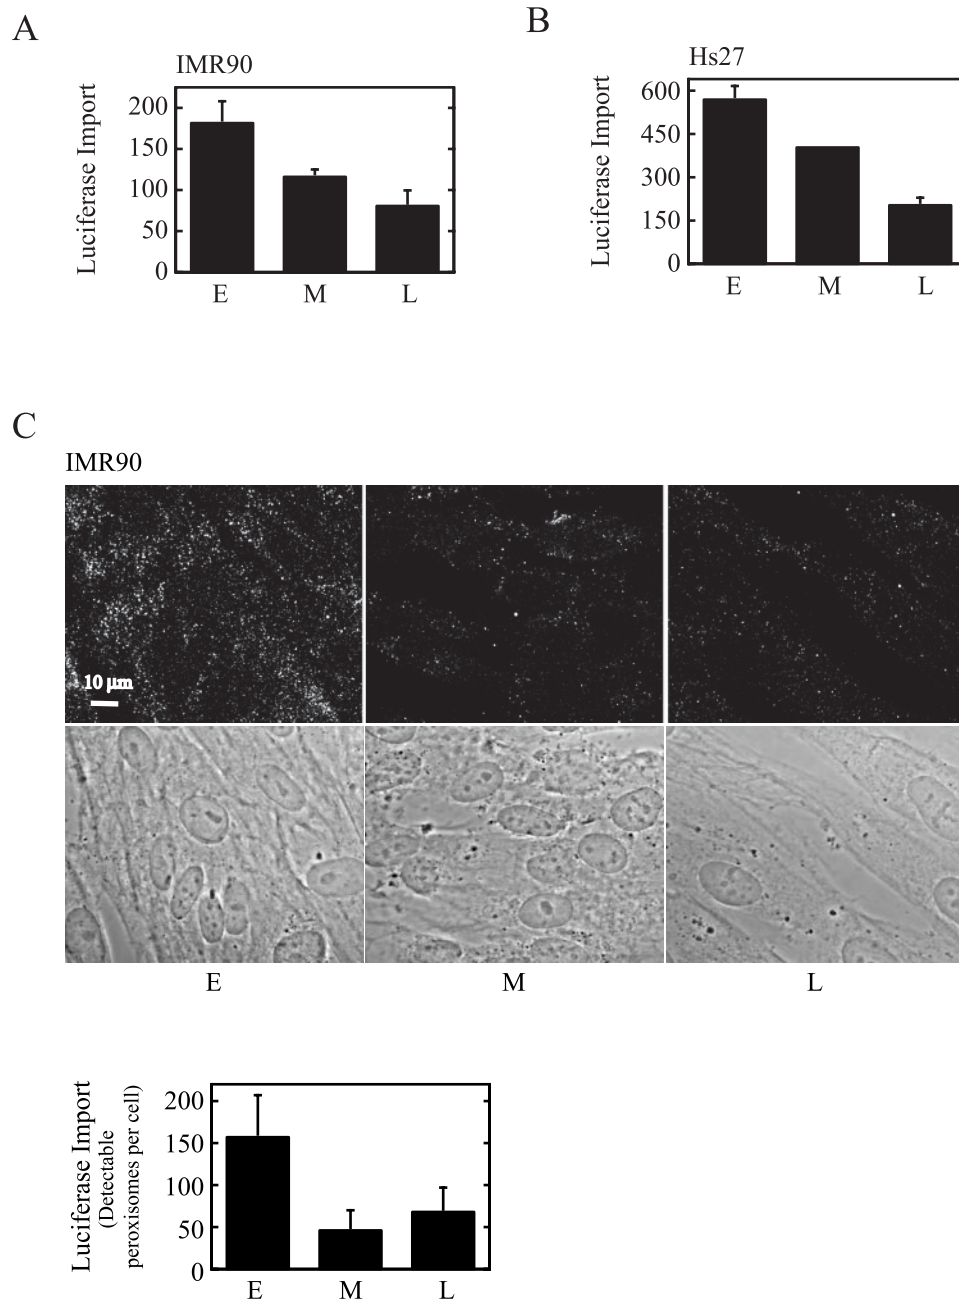 A
IMR90
Luciferase Import
200
150
100
50
0
E M L
B
Hs27
Luciferase Import
600
450
300
150
0
E M L
C
IMR90
10 µm
E M L
Luciferase Import
(Detectable
peroxisomes per cell)
200
150
100
50
0
E M L